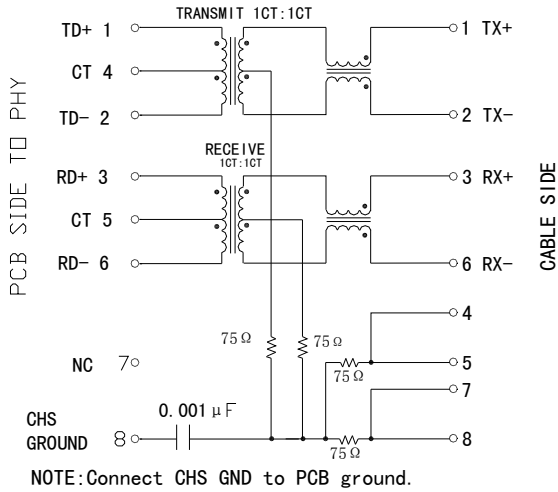 TRANSMIT 1CT:1CT
TD+ 1
1 TX+
CT 4
TD- 2
2 TX-
RECEIVE
1CT:1CT
RD+ 3
3 RX+
CT 5
RD- 6
6 RX-
PCB SIDE TO PHY
CABLE SIDE
4
75Ω
75Ω
NC 7
5
75Ω
7
0.001μF
CHS
GROUND 8
8
75Ω
NOTE:Connect CHS GND to PCB ground.